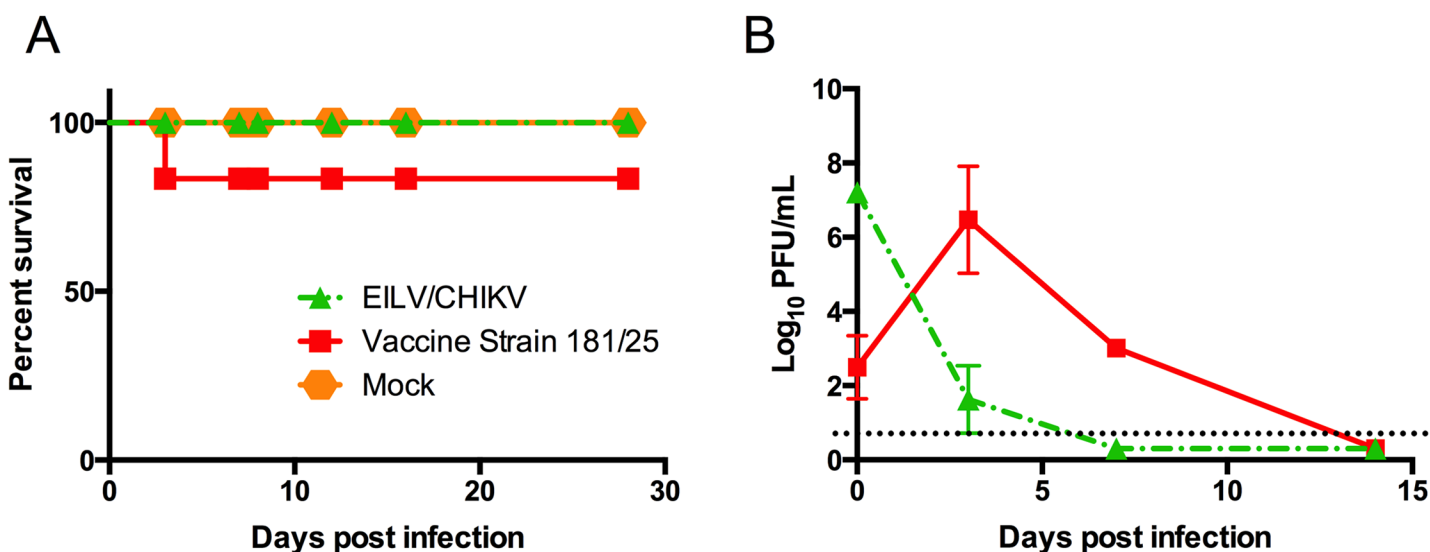 A
100
50
0
0
10
20
30
Percent survival
Days post infection
EILV/CHIKV
Vaccine Strain 181/25
Mock
B
10
8
6
4
2
0
0
5
10
15
Log10 PFU/mL
Days post infection